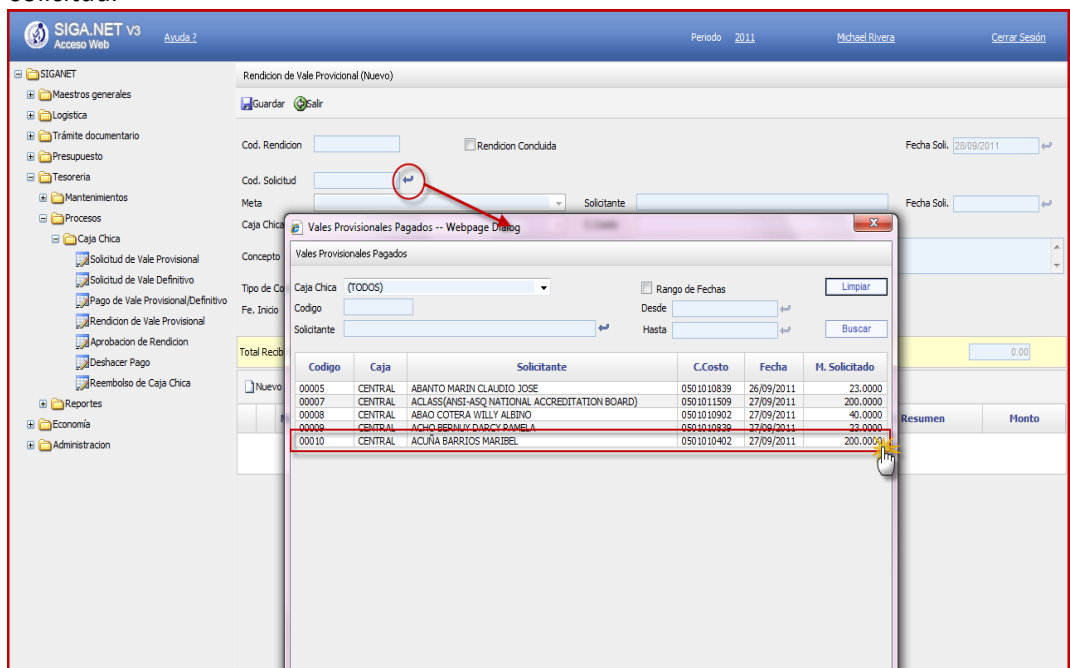 SIGA.NET V3
Acceso Web
Ayuda ?
Periodo 2011
Michael Rivera
Cerrar Sesión
SIGANET
Maestros generales
Logistica
Trámite documentario
Presupuesto
Tesoreria
Mantenimientos
Procesos
Caja Chica
Solicitud de Vale Provisional
Solicitud de Vale Definitivo
Pago de Vale Provisional/Definitivo
Rendicion de Vale Provisional
Aprobacion de Rendicion
Deshacer Pago
Reembolso de Caja Chica
Reportes
Economía
Administracion
Rendicion de Vale Provicional (Nuevo)
Guardar Salir
Cod. Rendicion Rendicion Concluida Fecha Soli. 28/09/2011
Cod. Solicitud
Meta Solicitante Fecha Soli.
Caja Chica
Concepto
Tipo de Co
Fe. Inicio
Total Recib 0.00
Nuevo
Resumen Monto
Vales Provisionales Pagados -- Webpage Dialog
Vales Provisionales Pagados
Caja Chica (TODOS) Rango de Fechas Limpiar
Codigo Desde
Solicitante Hasta Buscar
Codigo Caja Solicitante C.Costo Fecha M. Solicitado
00005 CENTRAL ABANTO MARIN CLAUDIO JOSE 0501010839 26/09/2011 23.0000
00007 CENTRAL ACLASS(ANSI-ASQ NATIONAL ACCREDITATION BOARD) 0501011509 27/09/2011 200.0000
00008 CENTRAL ABAO COTERA WILLY ALBINO 0501010902 27/09/2011 40.0000
00009 CENTRAL ACHO BERNUY DARCY PAMELA 0501010839 27/09/2011 23.0000
00010 CENTRAL ACUÑA BARRIOS MARIBEL 0501010402 27/09/2011 200.0000